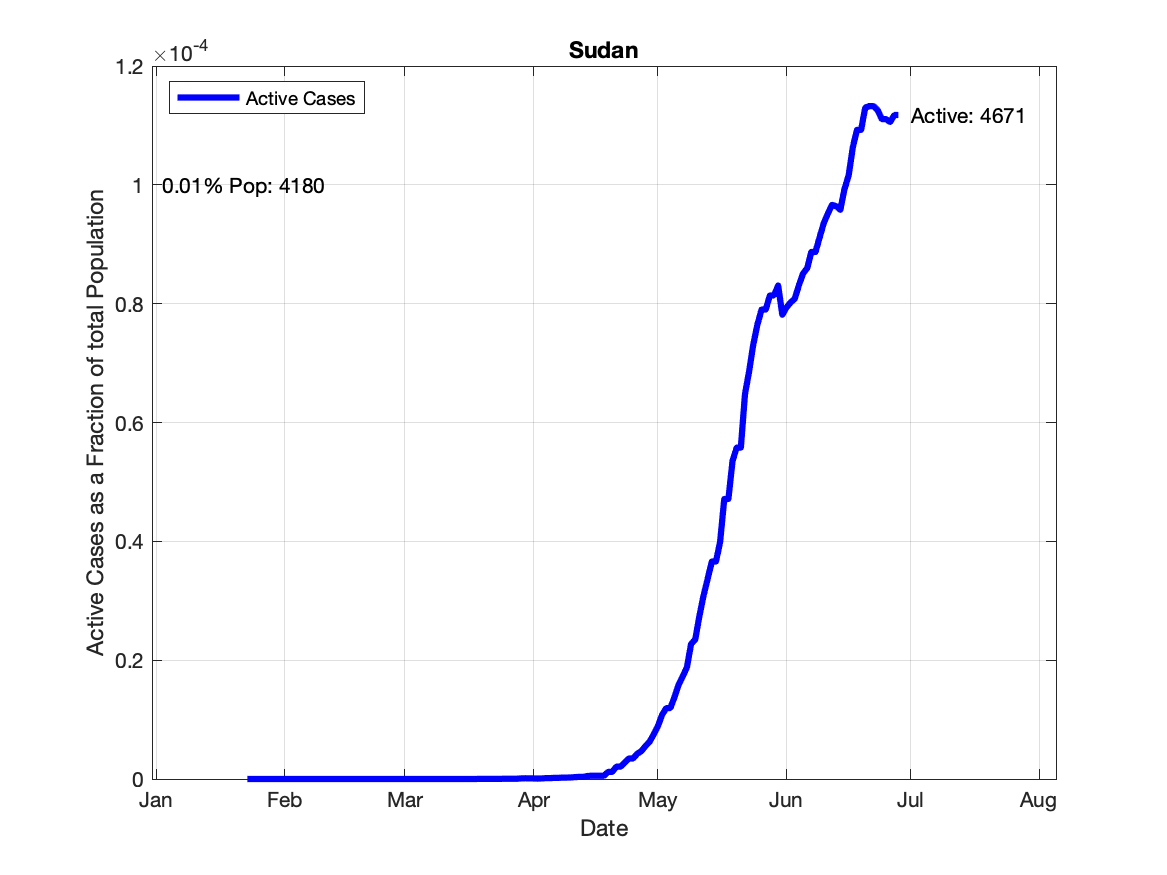 Sudan
×10-4
1.2
1
0.8
0.6
0.4
0.2
0
Active Cases as a Fraction of total Population
Active Cases
0.01% Pop: 4180
Active: 4671
Jan Feb Mar Apr May Jun Jul Aug
Date